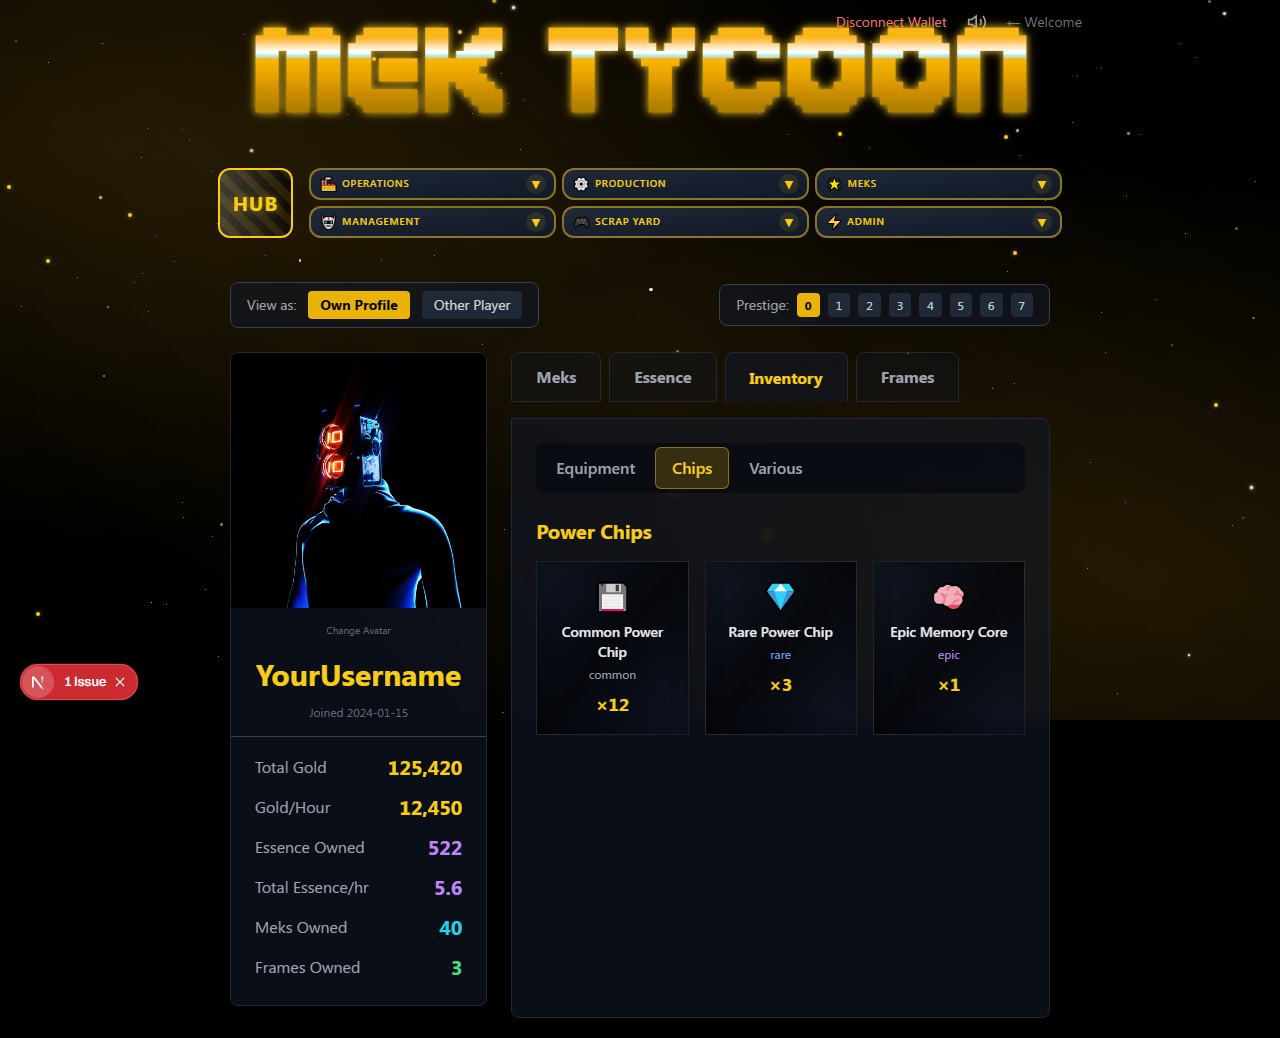 Disconnect Wallet ← Welcome
MEK TYCOON
HUB
OPERATIONS ▼
PRODUCTION ▼
MEKS ▼
MANAGEMENT ▼
SCRAP YARD ▼
ADMIN ▼
View as: Own Profile Other Player
Prestige: 0 1 2 3 4 5 6 7
Meks Essence Inventory Frames
Equipment Chips Various
Power Chips
Common Power
Chip
common
×12
Rare Power Chip
rare
×3
Epic Memory Core
epic
×1
Change Avatar
YourUsername
Joined 2024-01-15
Total Gold 125,420
Gold/Hour 12,450
Essence Owned 522
Total Essence/hr 5.6
Meks Owned 40
Frames Owned 3
N 1 Issue ×